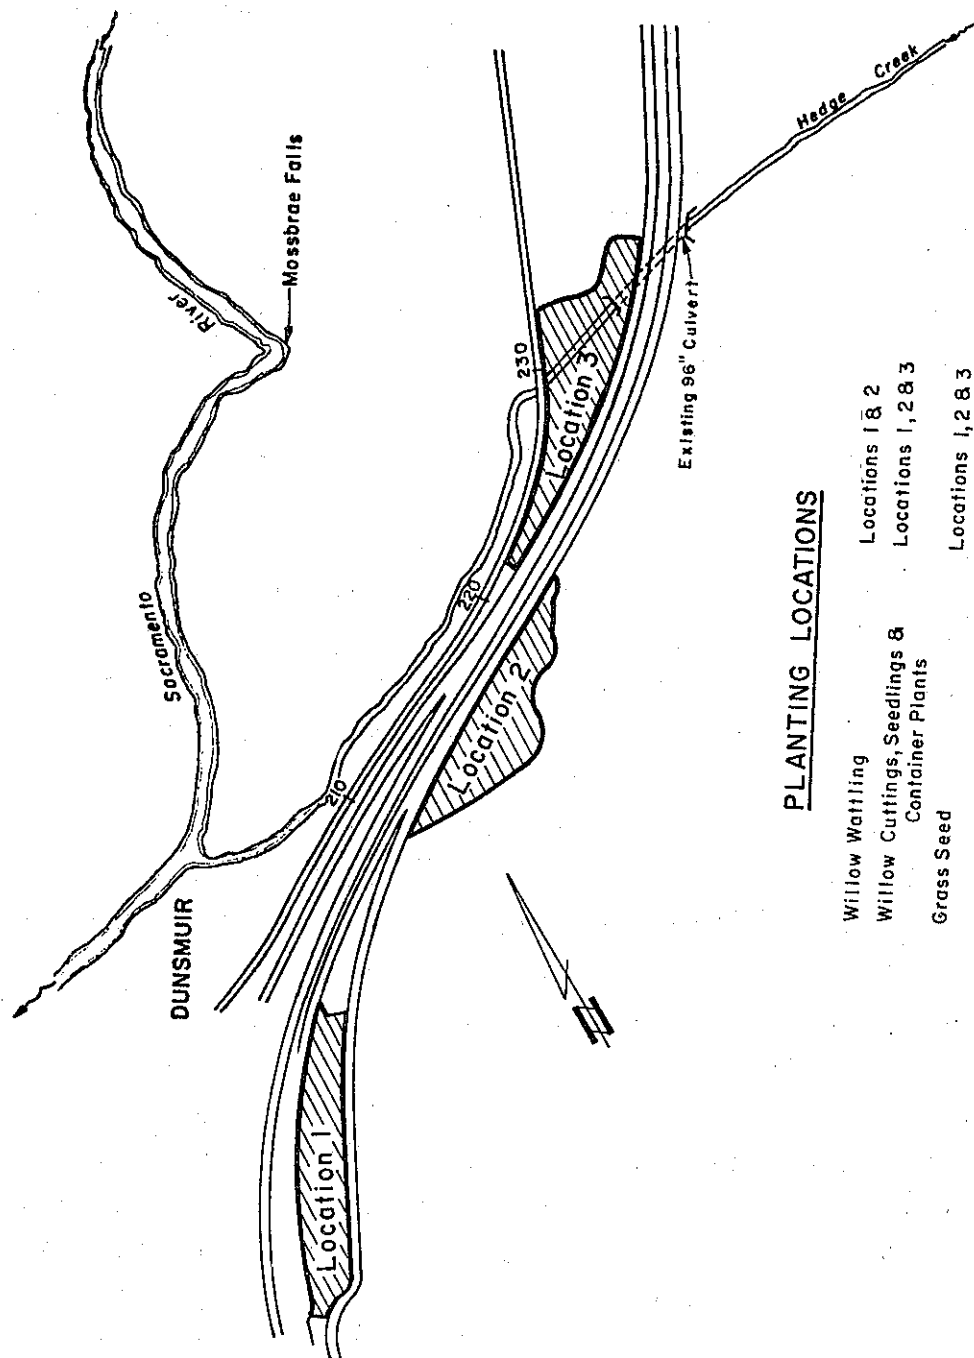 River
Mossbrae Falls
Sacramento
DUNSMUIR
210
220
230
Hedge Creek
Existing 96" Culvert
Location 1
Location 2
Location 3
PLANTING LOCATIONS
Willow Wattling Locations 1 & 2
Willow Cuttings, Seedlings & Locations 1, 2 & 3
Container Plants
Grass Seed Locations 1, 2 & 3